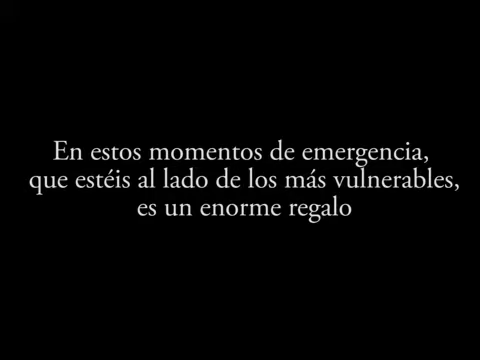 En estos momentos de emergencia,
que estéis al lado de los más vulnerables,
es un enorme regalo